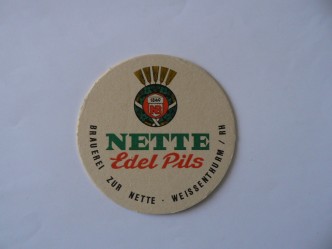 NETTE
Edel Pils
BRAUEREI ZUR NETTE · WEISSENTHURM / RH